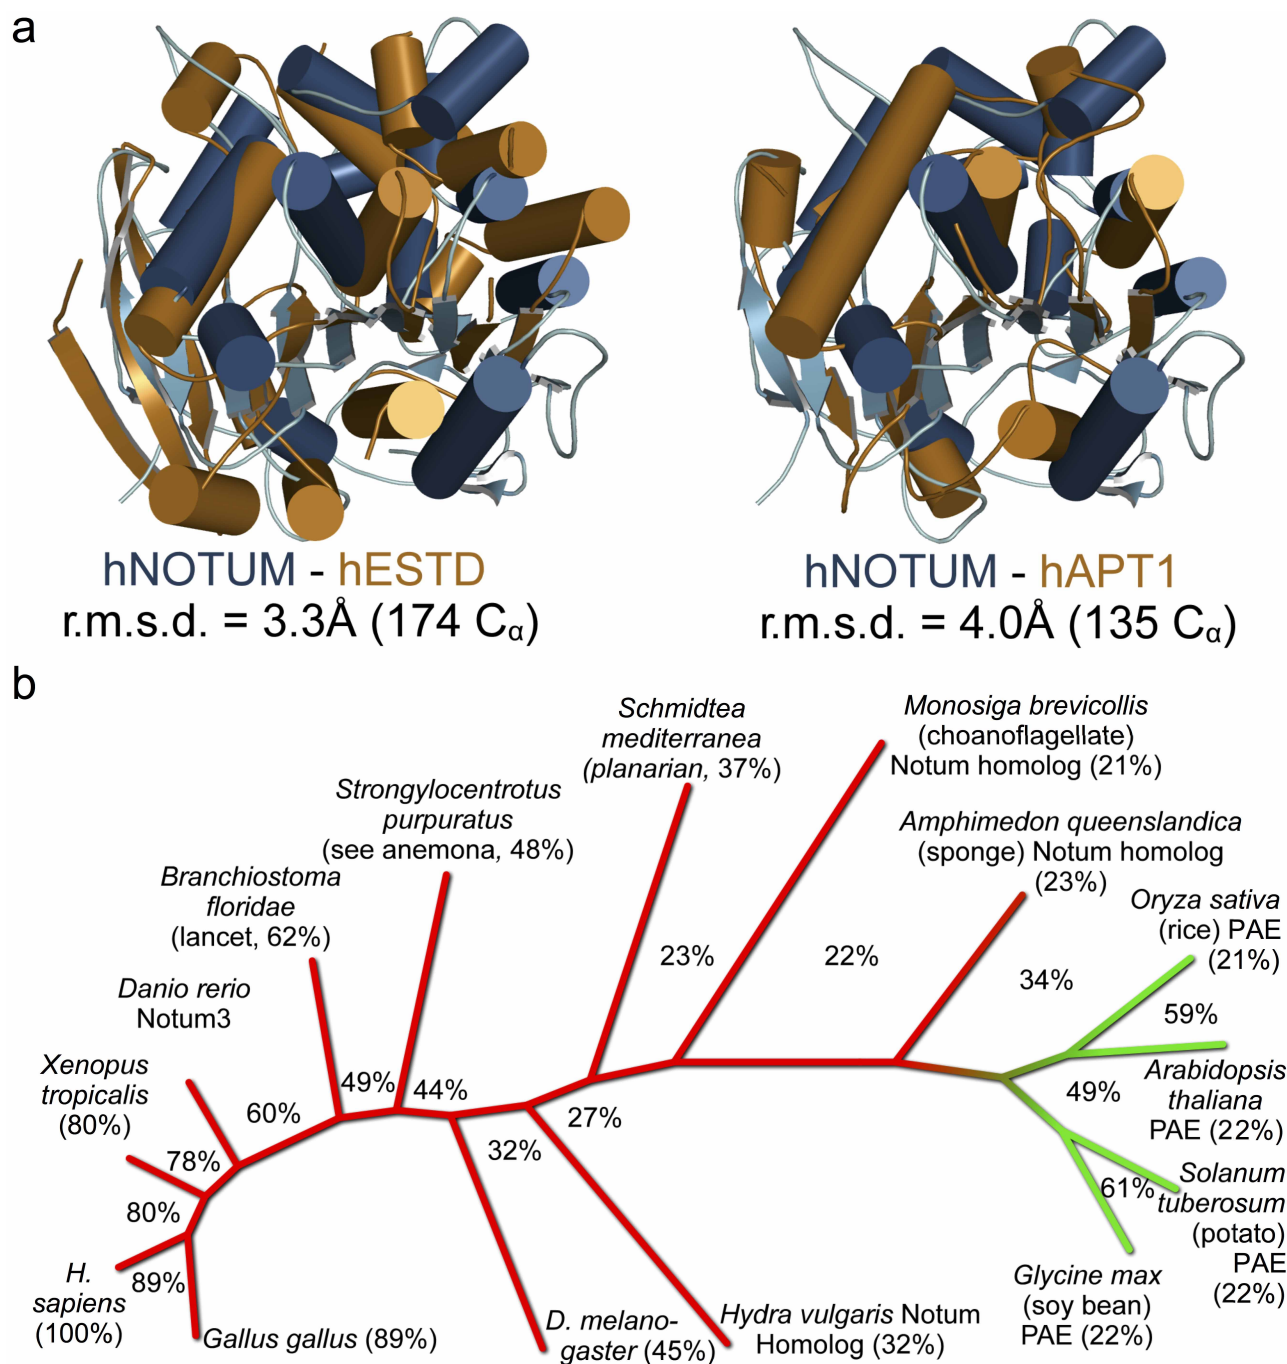 a
hNOTUM - hESTD
r.m.s.d. = 3.3Å (174 Cα)
hNOTUM - hAPT1
r.m.s.d. = 4.0Å (135 Cα)
b
Schmidtea
mediterranea
(planarian, 37%)
Monosiga brevicollis
(choanoflagellate)
Notum homolog (21%)
Strongylocentrotus
purpuratus
(see anemona, 48%)
Amphimedon queenslandica
(sponge) Notum homolog
(23%)
Branchiostoma
floridae
(lancet, 62%)
Oryza sativa
(rice) PAE
(21%)
Danio rerio
Notum3
Xenopus
tropicalis
(80%)
23%
22%
34%
59%
49%
44%
60%
27%
49%
Arabidopsis
thaliana
PAE (22%)
32%
78%
80%
61%
Solanum
tuberosum
(potato)
PAE
(22%)
H.
sapiens
(100%)
89%
Gallus gallus (89%)
D. melano-
gaster (45%)
Hydra vulgaris Notum
Homolog (32%)
Glycine max
(soy bean)
PAE (22%)